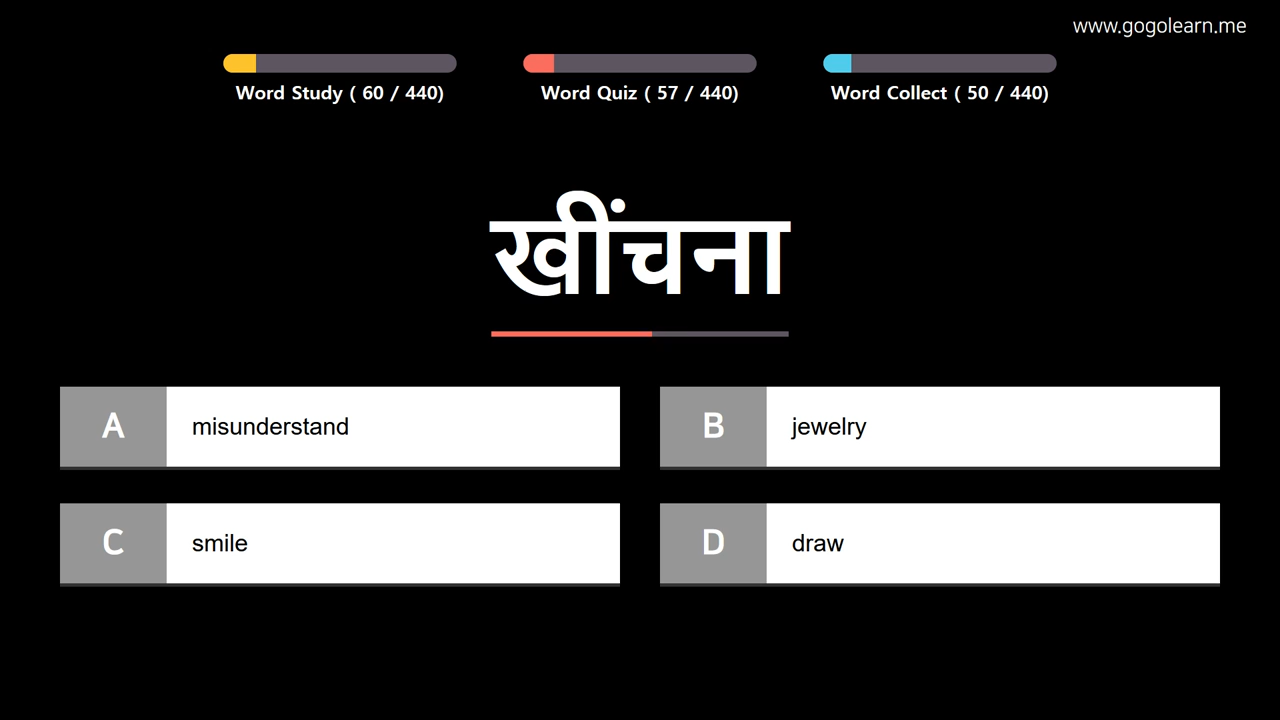 www.gogolearn.me
Word Study ( 60 / 440)
Word Quiz ( 57 / 440)
Word Collect ( 50 / 440)
खींचना
A misunderstand
B jewelry
C smile
D draw